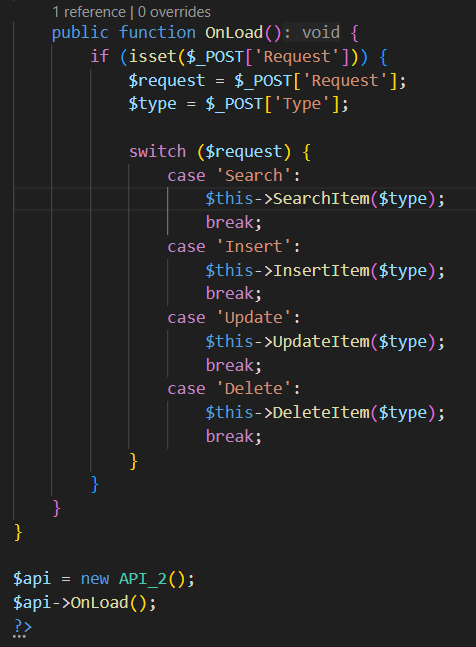 1 reference | 0 overrides
public function OnLoad(): void {
if (isset($_POST['Request'])) {
$request = $_POST['Request'];
$type = $_POST['Type'];
switch ($request) {
case 'Search':
$this->SearchItem($type);
break;
case 'Insert':
$this->InsertItem($type);
break;
case 'Update':
$this->UpdateItem($type);
break;
case 'Delete':
$this->DeleteItem($type);
break;
}
}
}
}
$api = new API_2();
$api->OnLoad();
?>